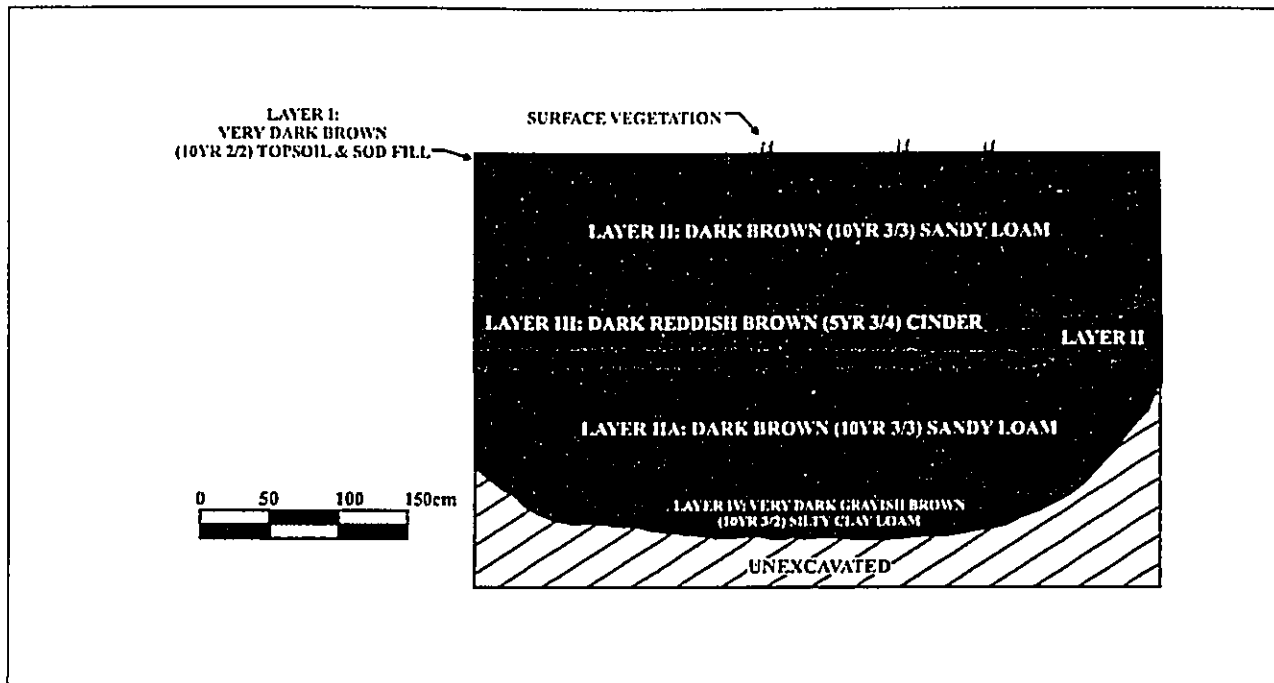 LAYER I:
VERY DARK BROWN
(10YR 2/2) TOPSOIL & SOD FILL
SURFACE VEGETATION
LAYER II: DARK BROWN (10YR 3/3) SANDY LOAM
LAYER III: DARK REDDISH BROWN (5YR 3/4) CINDER
LAYER II
LAYER IIA: DARK BROWN (10YR 3/3) SANDY LOAM
0 50 100 150cm
LAYER IV: VERY DARK GRAYISH BROWN
(10YR 3/2) SILTY CLAY LOAM
UNEXCAVATED